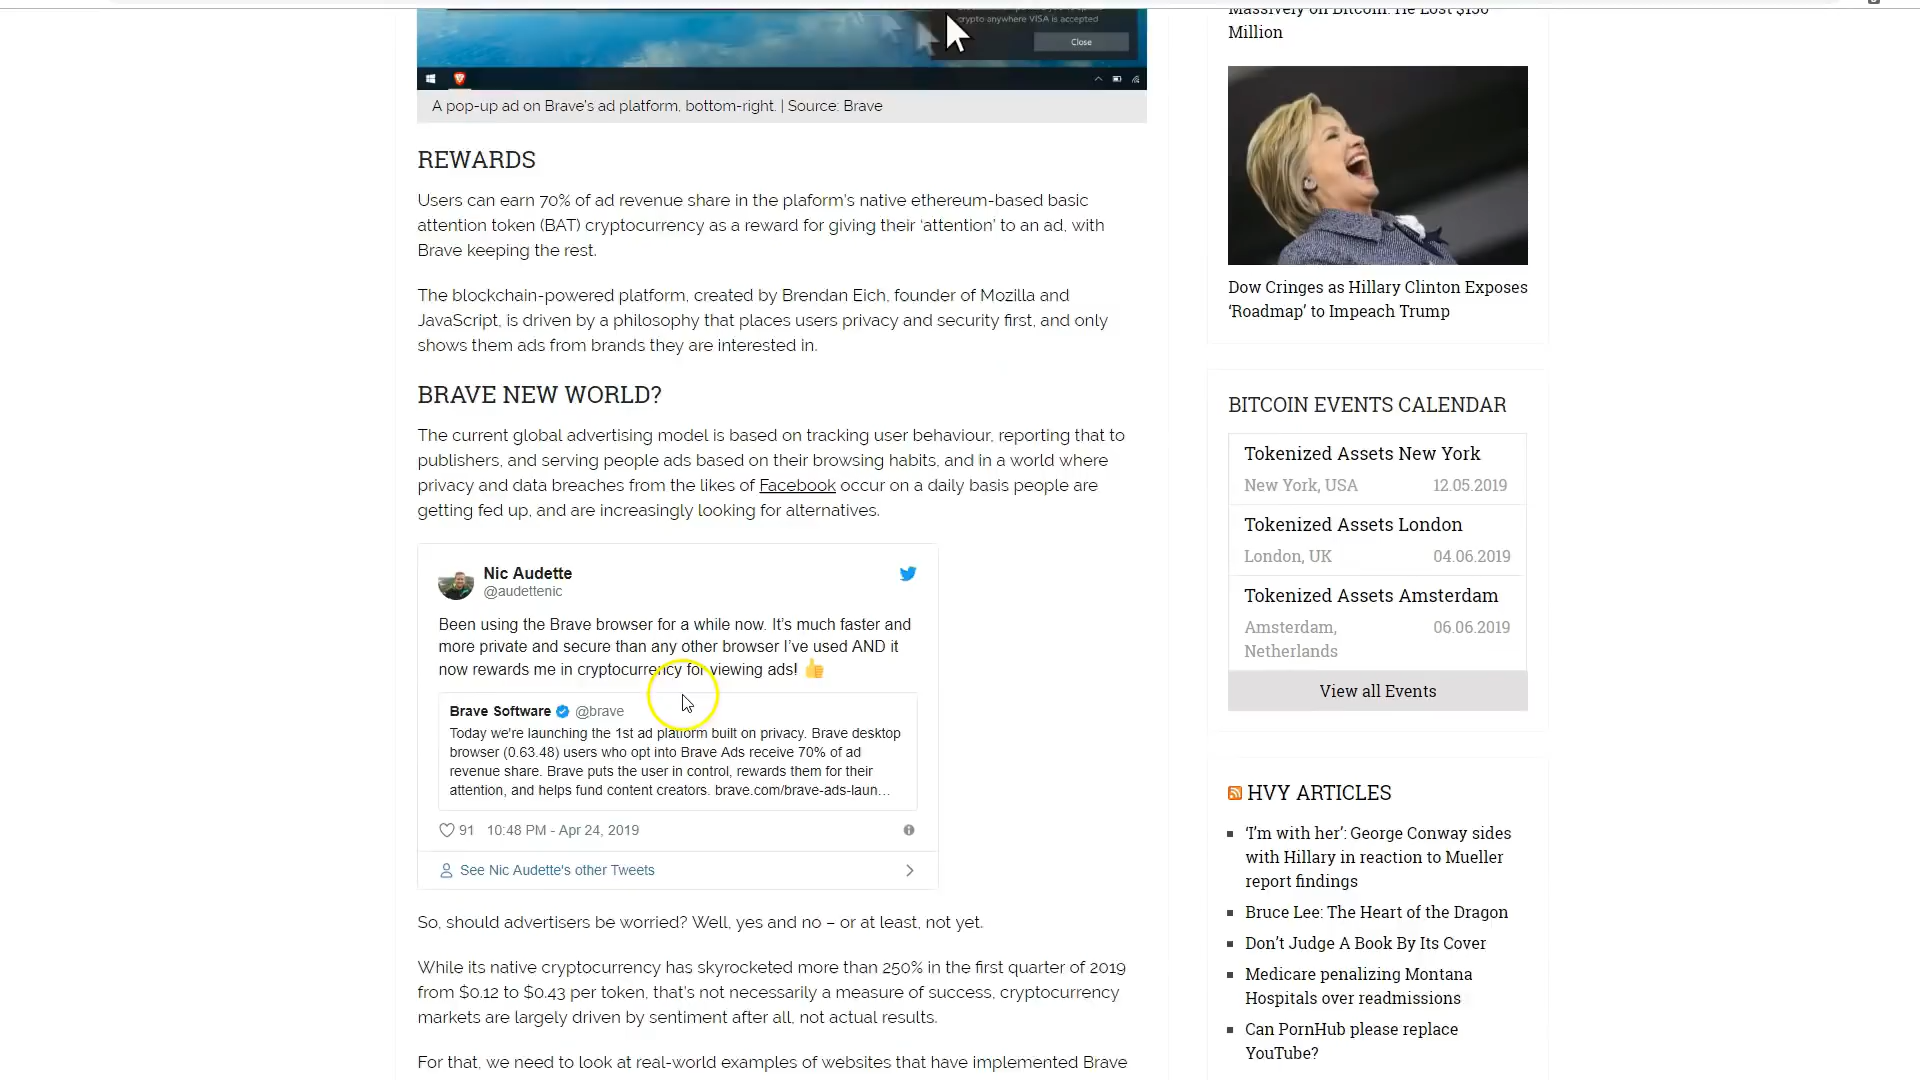 crypto anywhere VISA is accepted
Close
A pop-up ad on Brave's ad platform, bottom-right. | Source: Brave
REWARDS
Users can earn 70% of ad revenue share in the plaform's native ethereum-based basic
attention token (BAT) cryptocurrency as a reward for giving their 'attention' to an ad, with
Brave keeping the rest.
The blockchain-powered platform, created by Brendan Eich, founder of Mozilla and
JavaScript, is driven by a philosophy that places users privacy and security first, and only
shows them ads from brands they are interested in.
BRAVE NEW WORLD?
The current global advertising model is based on tracking user behaviour, reporting that to
publishers, and serving people ads based on their browsing habits, and in a world where
privacy and data breaches from the likes of Facebook occur on a daily basis people are
getting fed up, and are increasingly looking for alternatives.
Nic Audette
@audettenic
Been using the Brave browser for a while now. It's much faster and
more private and secure than any other browser I've used AND it
now rewards me in cryptocurrency for viewing ads! 👍
Brave Software @brave
Today we're launching the 1st ad platform built on privacy. Brave desktop
browser (0.63.48) users who opt into Brave Ads receive 70% of ad
revenue share. Brave puts the user in control, rewards them for their
attention, and helps fund content creators. brave.com/brave-ads-laun…
91 10:48 PM - Apr 24, 2019
See Nic Audette's other Tweets
So, should advertisers be worried? Well, yes and no – or at least, not yet.
While its native cryptocurrency has skyrocketed more than 250% in the first quarter of 2019
from $0.12 to $0.43 per token, that's not necessarily a measure of success, cryptocurrency
markets are largely driven by sentiment after all, not actual results.
For that, we need to look at real-world examples of websites that have implemented Brave
Massively on Bitcoin: He Lost $130
Million
Dow Cringes as Hillary Clinton Exposes
'Roadmap' to Impeach Trump
BITCOIN EVENTS CALENDAR
Tokenized Assets New York
New York, USA 12.05.2019
Tokenized Assets London
London, UK 04.06.2019
Tokenized Assets Amsterdam
Amsterdam, 06.06.2019
Netherlands
View all Events
HVY ARTICLES
'I'm with her': George Conway sides
with Hillary in reaction to Mueller
report findings
Bruce Lee: The Heart of the Dragon
Don't Judge A Book By Its Cover
Medicare penalizing Montana
Hospitals over readmissions
Can PornHub please replace
YouTube?